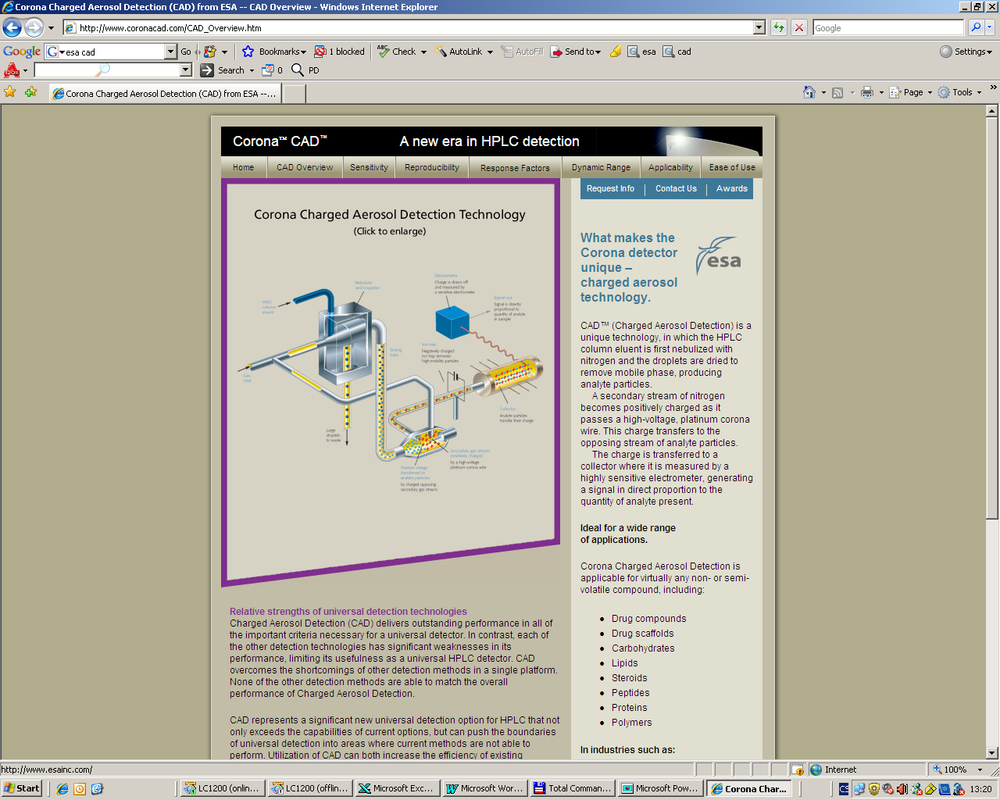 Corona Charged Aerosol Detection (CAD) from ESA -- CAD Overview - Windows Internet Explorer
http://www.coronacad.com/CAD_Overview.htm
Google
Google
esa cad
Go
Bookmarks
1 blocked
Check
AutoLink
AutoFill
Send to
esa
cad
Settings
Search
0
PD
Corona Charged Aerosol Detection (CAD) from ESA --...
Page
Tools
Corona™ CAD™
A new era in HPLC detection
Home
CAD Overview
Sensitivity
Reproducibility
Response Factors
Dynamic Range
Applicability
Ease of Use
Request Info
Contact Us
Awards
Corona Charged Aerosol Detection Technology
(Click to enlarge)
HPLC
column
eluent
Nebulizer
and impactor
Electrometer
Charge is drawn off
and measured by
a sensitive electrometer
Signal out
Signal is directly
proportional to
quantity of analyte
in sample
Ion trap
Negatively charged
ion trap removes
high-mobility particles
Drying
tube
Gas
inlet
Collector
Analyte particles
transfer their charge
Large
droplets
to waste
Secondary gas stream
positively charged
by a high-voltage
platinum corona wire
Positive charge
transferred to
analyte particles
by charged opposing
secondary gas stream
What makes the
Corona detector
unique –
charged aerosol
technology.
esa
CAD™ (Charged Aerosol Detection) is a
unique technology, in which the HPLC
column eluent is first nebulized with
nitrogen and the droplets are dried to
remove mobile phase, producing
analyte particles.
A secondary stream of nitrogen
becomes positively charged as it
passes a high-voltage, platinum corona
wire. This charge transfers to the
opposing stream of analyte particles.
The charge is transferred to a
collector where it is measured by a
highly sensitive electrometer, generating
a signal in direct proportion to the
quantity of analyte present.
Ideal for a wide range
of applications.
Corona Charged Aerosol Detection is
applicable for virtually any non- or semi-
volatile compound, including:
• Drug compounds
• Drug scaffolds
• Carbohydrates
• Lipids
• Steroids
• Peptides
• Proteins
• Polymers
In industries such as:
Relative strengths of universal detection technologies
Charged Aerosol Detection (CAD) delivers outstanding performance in all of
the important criteria necessary for a universal detector. In contrast, each of
the other detection technologies has significant weaknesses in its
performance, limiting its usefulness as a universal HPLC detector. CAD
overcomes the shortcomings of other detection methods in a single platform.
None of the other detection methods are able to match the overall
performance of Charged Aerosol Detection.
CAD represents a significant new universal detection option for HPLC that not
only exceeds the capabilities of current options, but can push the boundaries
of universal detection into areas where current methods are not able to
perform. Utilization of CAD can both increase the efficiency of existing
http://www.esainc.com/
Internet
100%
Start
LC1200 (onlin...
LC1200 (offlin...
Microsoft Exc...
Microsoft Wor...
Total Comman...
Microsoft Pow...
Corona Char...
CS
13:20